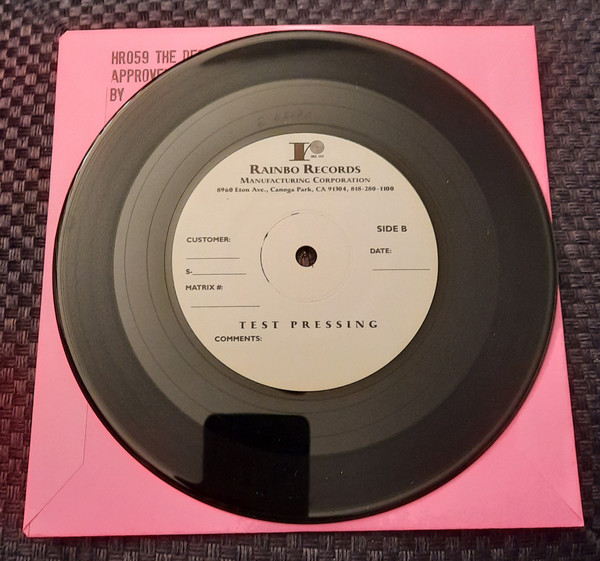 HR059 THE
APPROVED
BY
RAINBO RECORDS
MANUFACTURING CORPORATION
8960 Eton Ave., Canoga Park, CA 91304, 818-280-1100
SIDE B
CUSTOMER:
DATE:
S-
MATRIX #:
TEST PRESSING
COMMENTS: